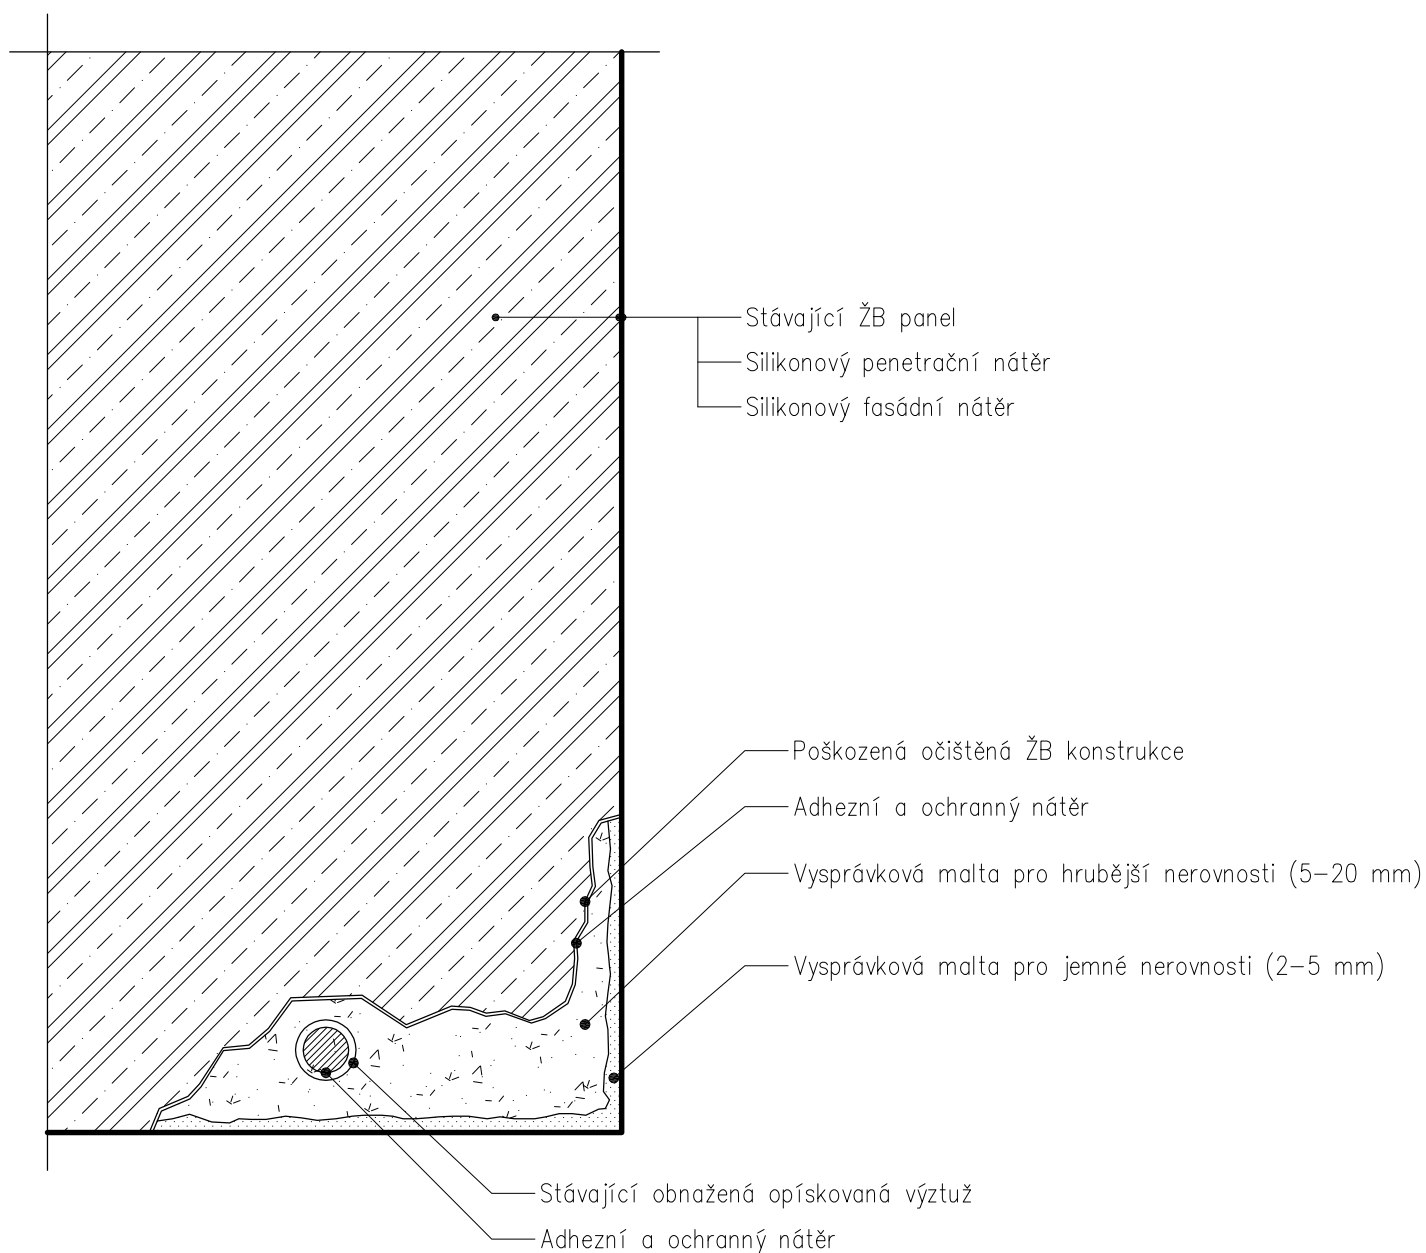 Stávající ŽB panel
Silikonový penetrační nátěr
Silikonový fasádní nátěr
Poškozená očištěná ŽB konstrukce
Adhezní a ochranný nátěr
Vysprávková malta pro hrubější nerovnosti (5–20 mm)
Vysprávková malta pro jemné nerovnosti (2–5 mm)
Stávající obnažená opískovaná výztuž
Adhezní a ochranný nátěr